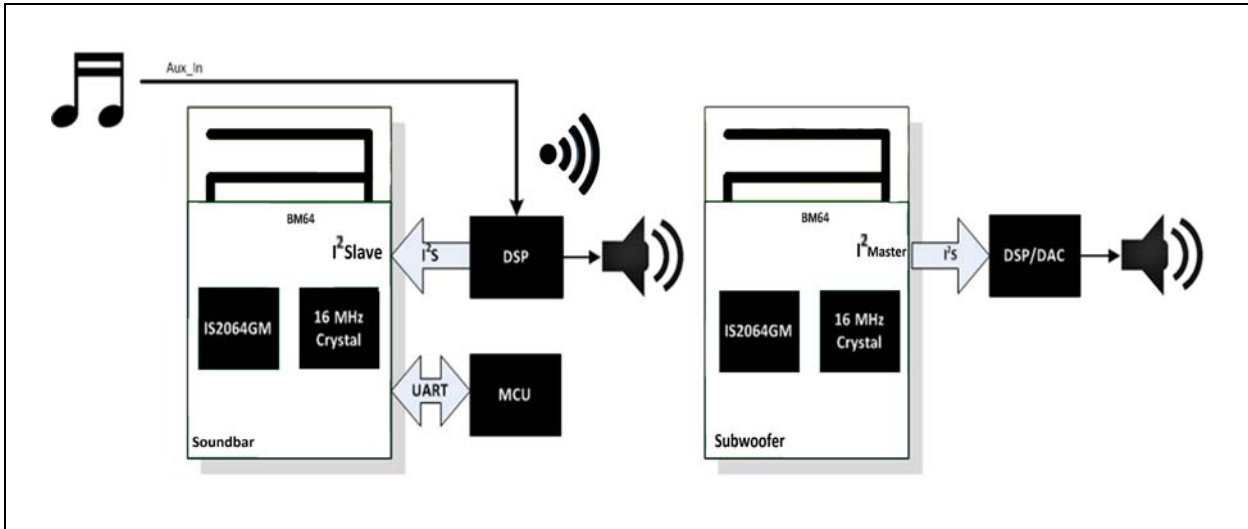 Aux_In
BM64
I²Slave
I²S
DSP
IS2064GM
16 MHz
Crystal
UART
MCU
Soundbar
BM64
I²Master
I²S
DSP/DAC
IS2064GM
16 MHz
Crystal
Subwoofer